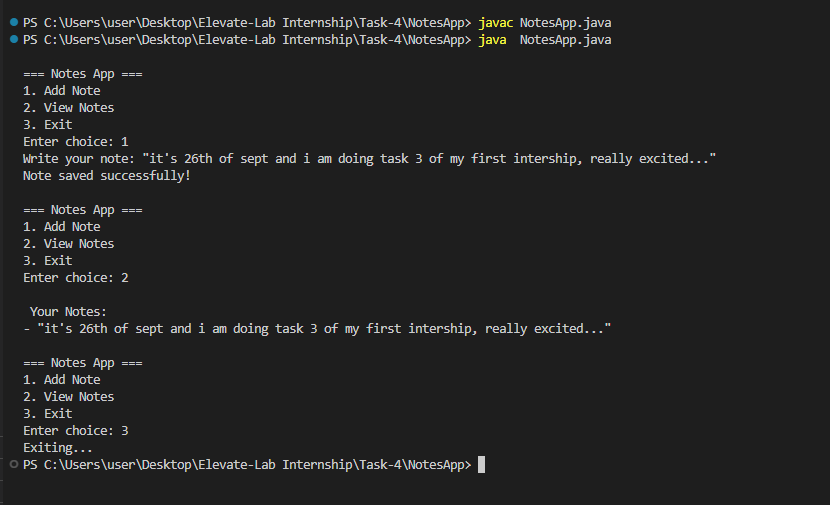 PS C:\Users\user\Desktop\Elevate-Lab Internship\Task-4\NotesApp> javac NotesApp.java
PS C:\Users\user\Desktop\Elevate-Lab Internship\Task-4\NotesApp> java  NotesApp.java
=== Notes App ===
1. Add Note
2. View Notes
3. Exit
Enter choice: 1
Write your note: "it's 26th of sept and i am doing task 3 of my first intership, really excited..."
Note saved successfully!
=== Notes App ===
1. Add Note
2. View Notes
3. Exit
Enter choice: 2
Your Notes:
- "it's 26th of sept and i am doing task 3 of my first intership, really excited..."
=== Notes App ===
1. Add Note
2. View Notes
3. Exit
Enter choice: 3
Exiting...
PS C:\Users\user\Desktop\Elevate-Lab Internship\Task-4\NotesApp>